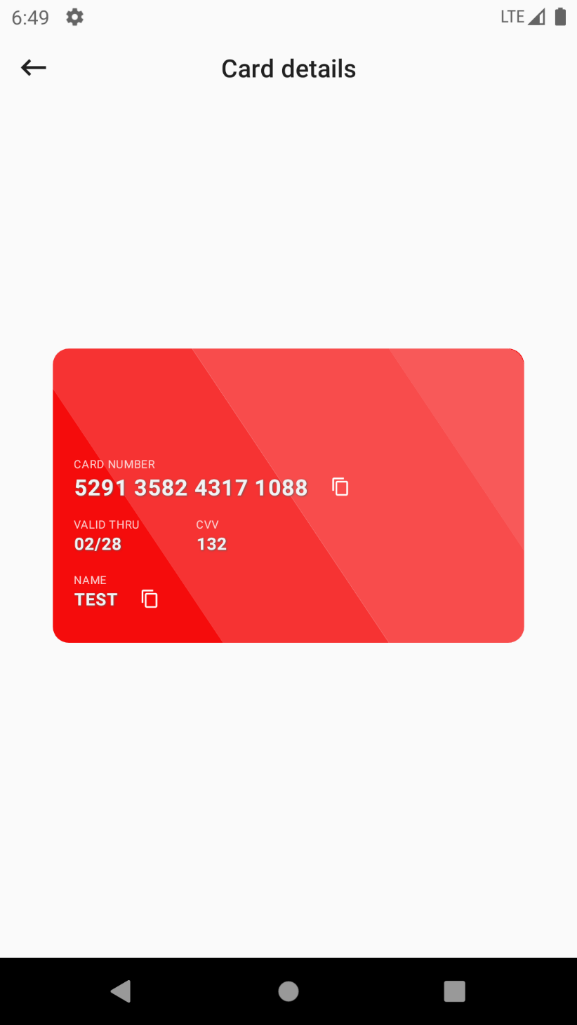 6:49 LTE
Card details
CARD NUMBER
5291 3582 4317 1088
VALID THRU CVV
02/28 132
NAME
TEST